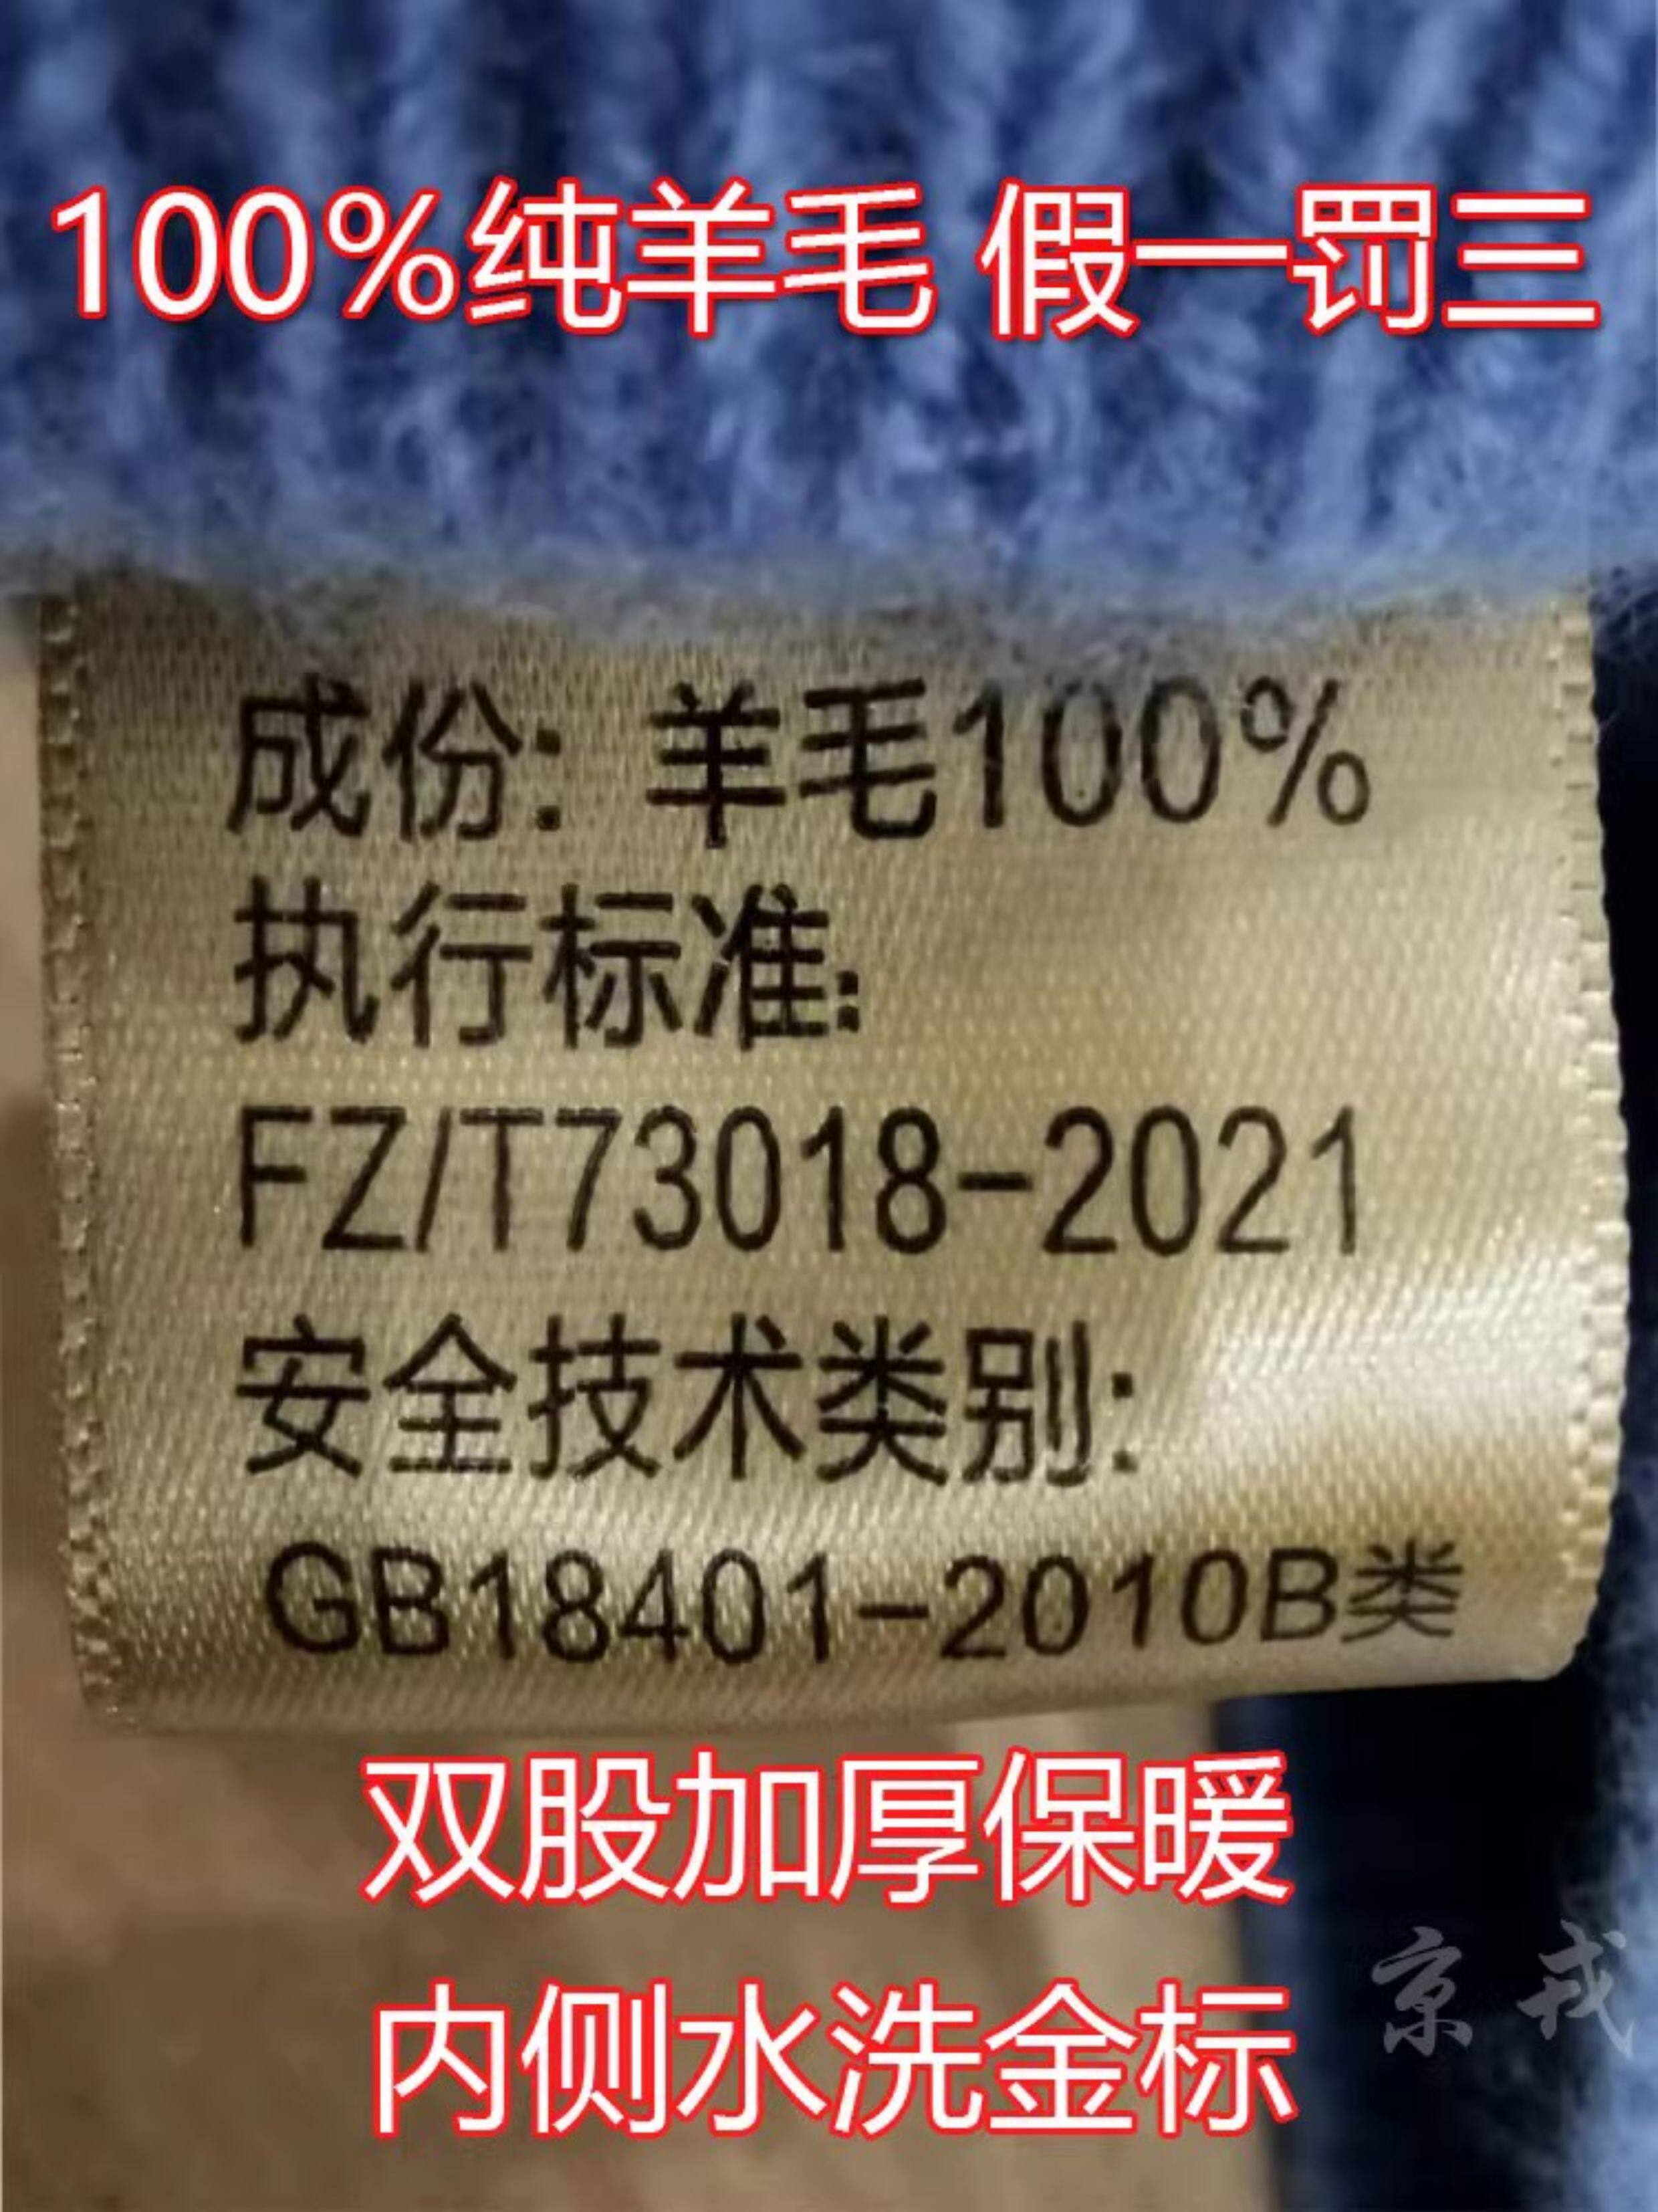 100%纯羊毛 假一罚三
成份: 羊毛100%
执行标准:
FZ/T73018-2021
安全技术类别:
GB18401-2010B类
双股加厚保暖
京戎
内侧水洗金标